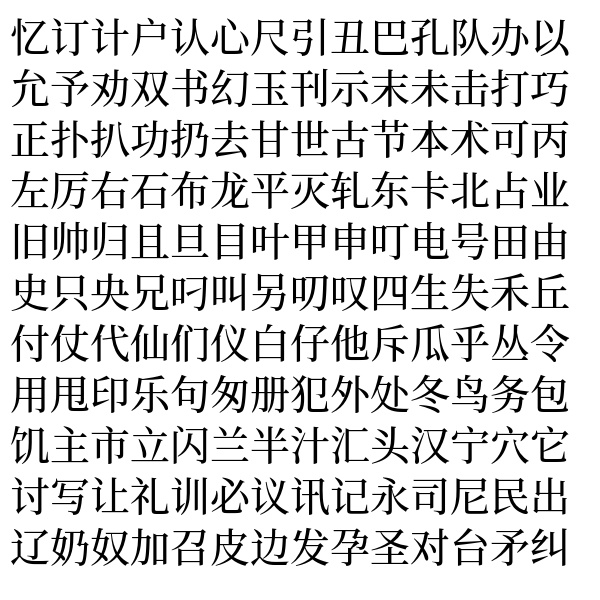 忆订计户认心尺引丑巴孔队办以
允予劝双书幻玉刊示末未击打巧
正扑扒功扔去甘世古节本术可丙
左厉右石布龙平灭轧东卡北占业
旧帅归且旦目叶甲申叮电号田由
史只央兄叼叫另叨叹四生失禾丘
付仗代仙们仪白仔他斥瓜乎丛令
用甩印乐句匆册犯外处冬鸟务包
饥主市立闪兰半汁汇头汉宁穴它
讨写让礼训必议讯记永司尼民出
辽奶奴加召皮边发孕圣对台矛纠